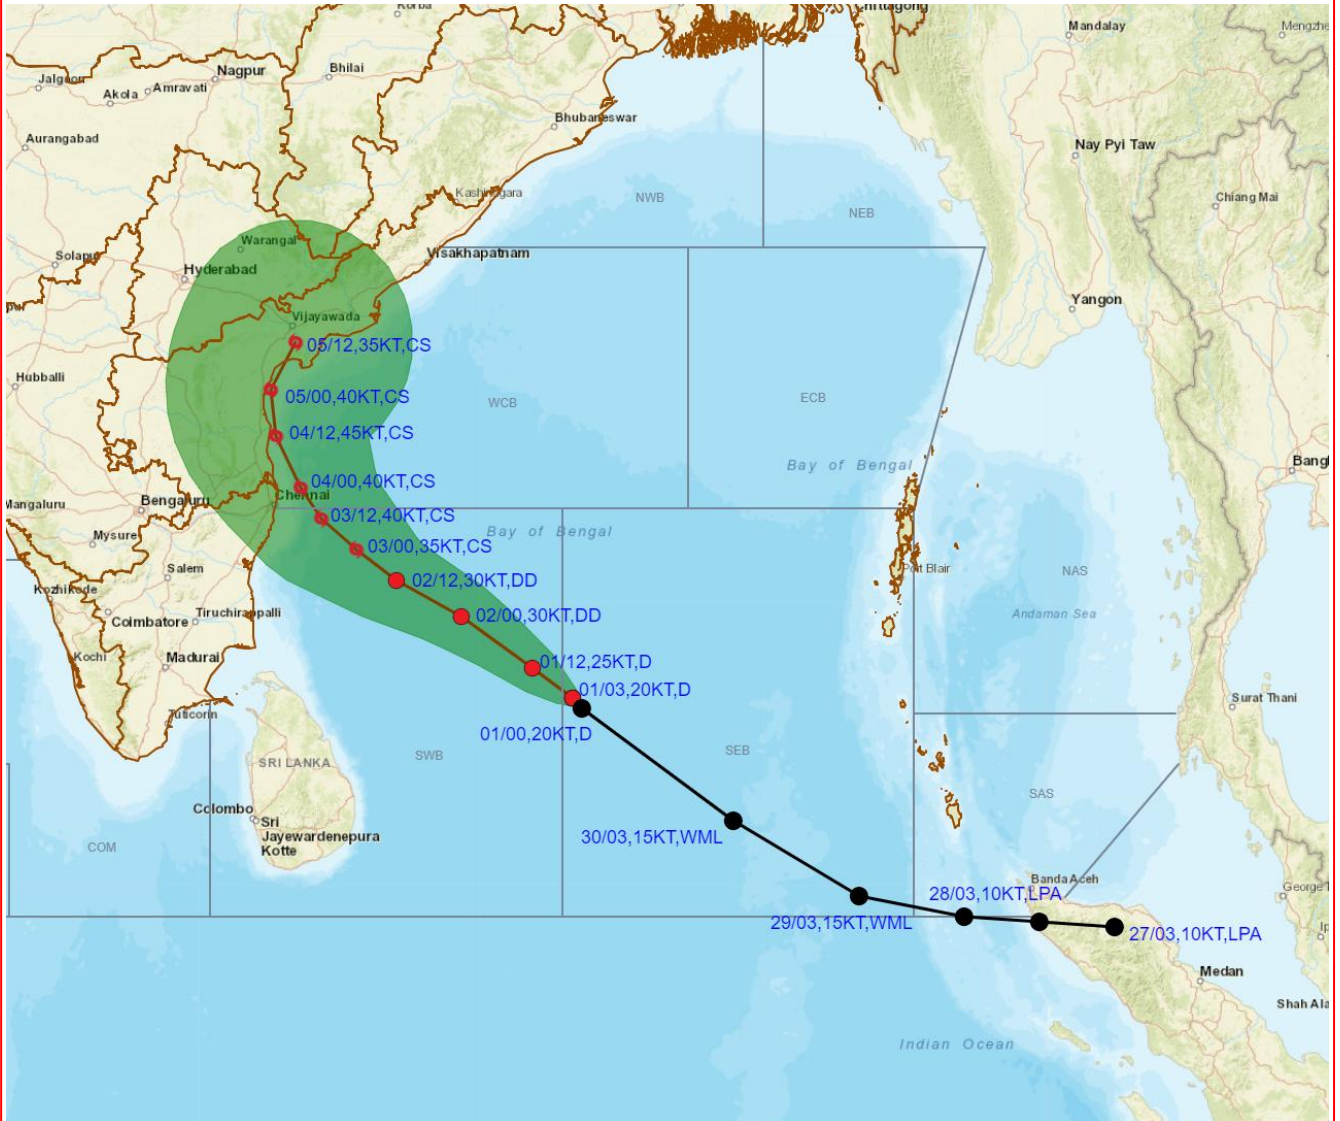 Korba
Chittagong
Mandalay
Nagpur
Bhilai
Jalgaon
Akola
Amravati
Bhubaneswar
Aurangabad
Nay Pyi Taw
Kashinagara
NWB
NEB
Chiang Mai
Warangal
Solapur
Hyderabad
Visakhapatnam
Yangon
Vijayawada
05/12,35KT,CS
Hubballi
05/00,40KT,CS
WCB
ECB
04/12,45KT,CS
Bay of Bengal
04/00,40KT,CS
Chennai
Mangaluru
Bengaluru
03/12,40KT,CS
Bay of Bengal
Mysuru
03/00,35KT,CS
Salem
02/12,30KT,DD
Port Blair
NAS
Kozhikode
Coimbatore
Tiruchirappalli
02/00,30KT,DD
Andaman Sea
Kochi
Madurai
01/12,25KT,D
01/03,20KT,D
Surat Thani
Tuticorin
01/00,20KT,D
SWB
SEB
SRI LANKA
SAS
Colombo
Sri
Jayewardenepura
Kotte
30/03,15KT,WML
COM
Banda Aceh
28/03,10KT,LPA
29/03,15KT,WML
27/03,10KT,LPA
Medan
Shah Ala
Indian Ocean